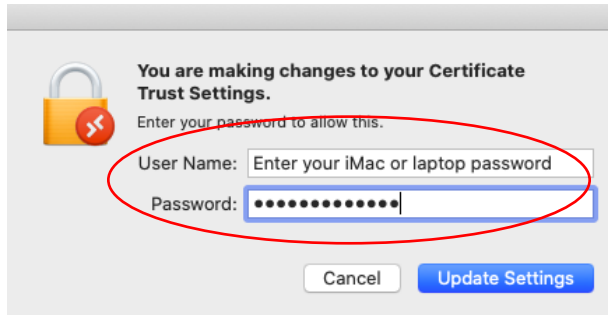 You are making changes to your Certificate
Trust Settings.
Enter your password to allow this.
User Name: Enter your iMac or laptop password
Password: •••••••••••••
Cancel Update Settings